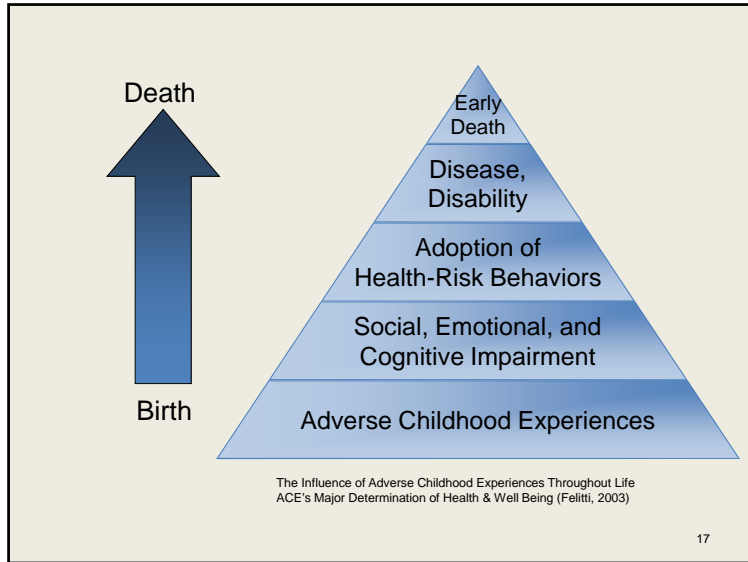 Death
Birth
Early
Death
Disease,
Disability
Adoption of
Health-Risk Behaviors
Social, Emotional, and
Cognitive Impairment
Adverse Childhood Experiences
The Influence of Adverse Childhood Experiences Throughout Life
ACE's Major Determination of Health & Well Being (Felitti, 2003)
17